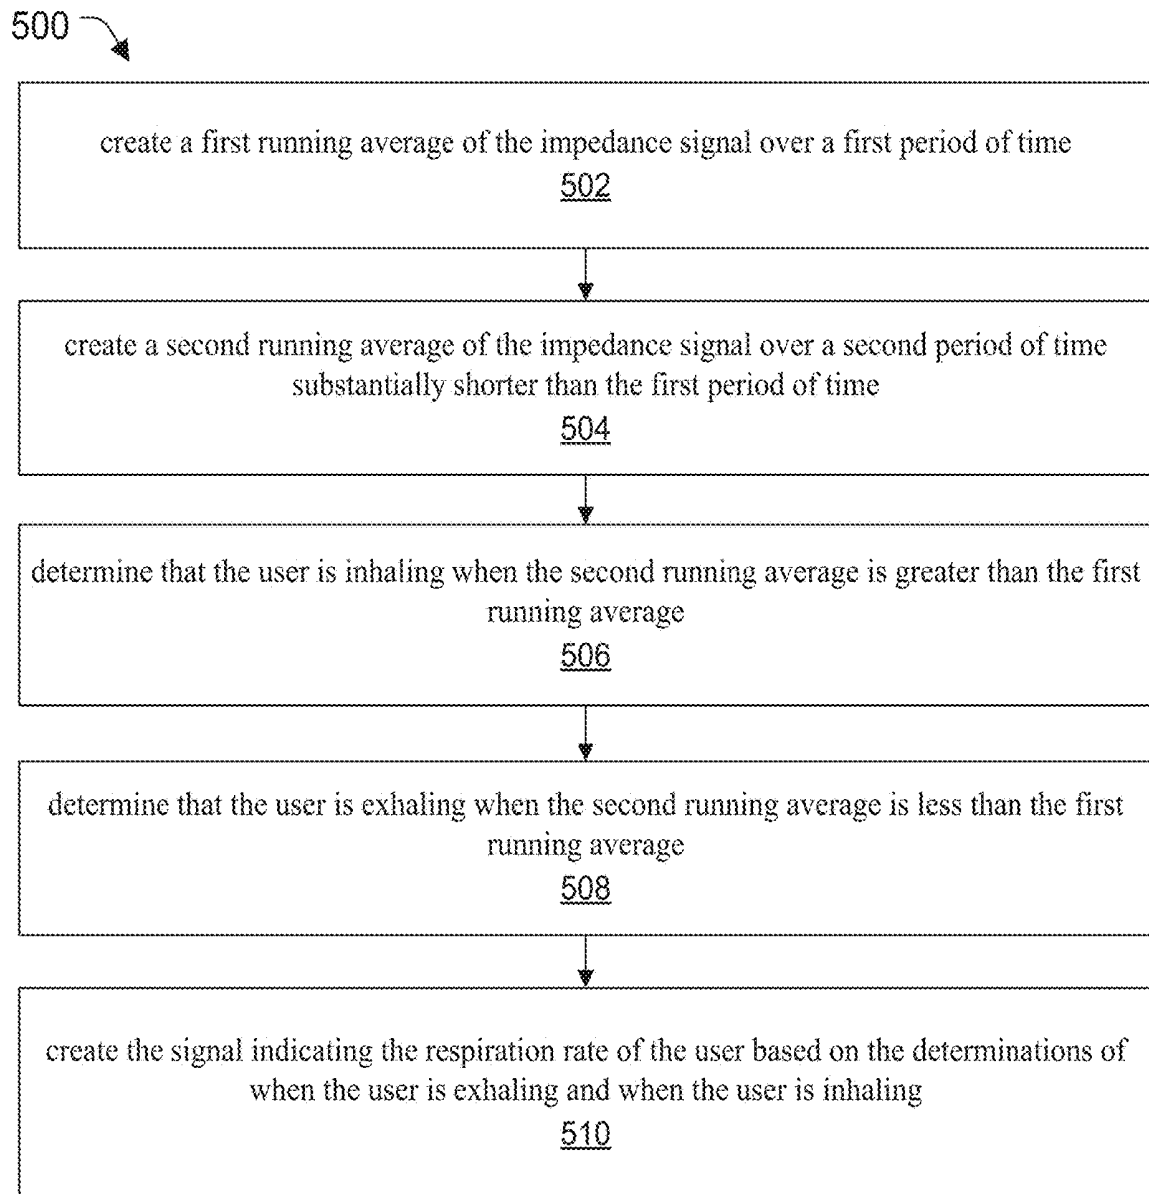 500
create a first running average of the impedance signal over a first period of time
502
create a second running average of the impedance signal over a second period of time
substantially shorter than the first period of time
504
determine that the user is inhaling when the second running average is greater than the first
running average
506
determine that the user is exhaling when the second running average is less than the first
running average
508
create the signal indicating the respiration rate of the user based on the determinations of
when the user is exhaling and when the user is inhaling
510